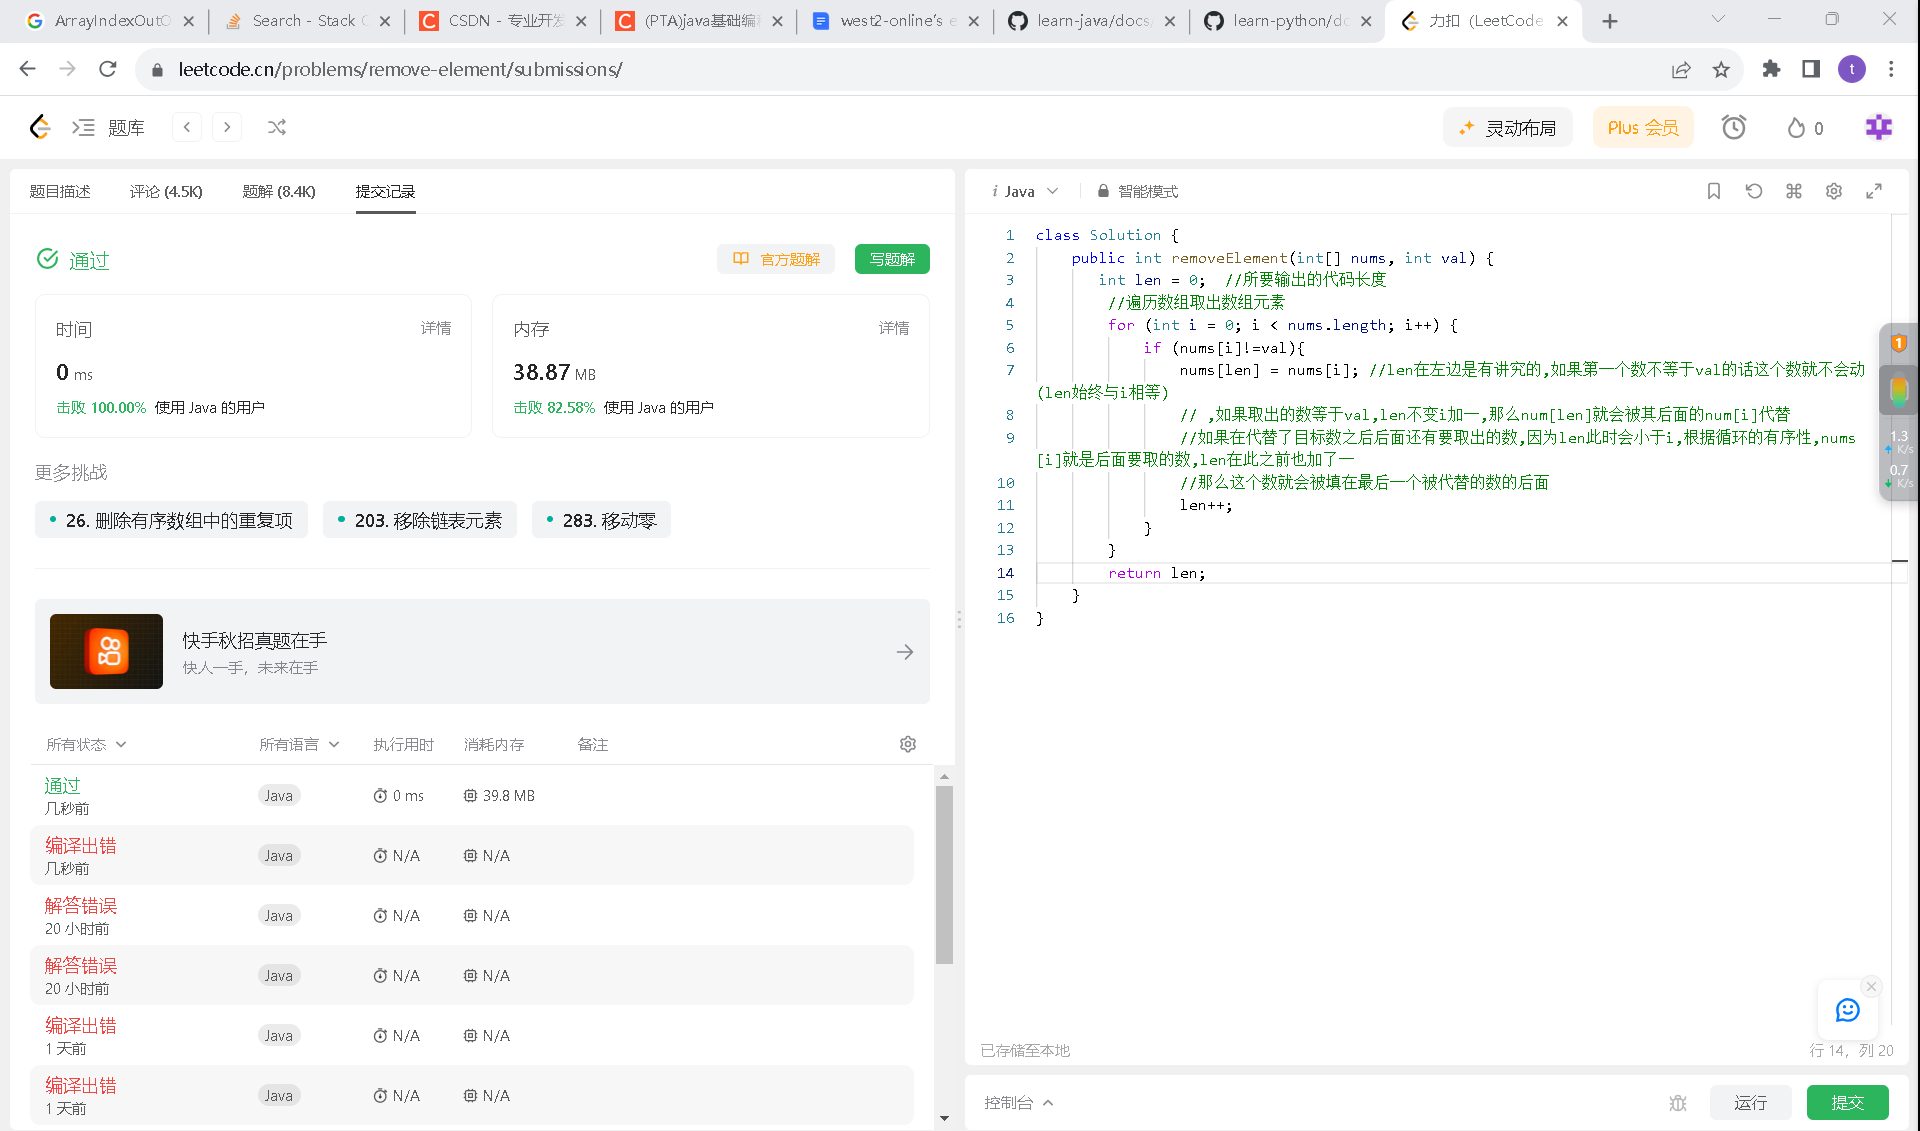 ArrayIndexOutO
Search - Stack
CSDN - 专业开发
(PTA)java基础编程
west2-online's e
learn-java/docs/
learn-python/do
力扣 (LeetCode
leetcode.cn/problems/remove-element/submissions/
t
题库
灵动布局
Plus 会员
0
题目描述
评论 (4.5K)
题解 (8.4K)
提交记录
通过
官方题解
写题解
时间
详情
0 ms
击败 100.00% 使用 Java 的用户
内存
详情
38.87 MB
击败 82.58% 使用 Java 的用户
更多挑战
26. 删除有序数组中的重复项
203. 移除链表元素
283. 移动零
快手秋招真题在手
快人一手，未来在手
所有状态 所有语言 执行用时 消耗内存 备注
通过
几秒前
Java 0 ms 39.8 MB
编译出错
几秒前
Java N/A N/A
解答错误
20 小时前
Java N/A N/A
解答错误
20 小时前
Java N/A N/A
编译出错
1 天前
Java N/A N/A
编译出错
1 天前
Java N/A N/A
i Java
智能模式
1 class Solution {
2 public int removeElement(int[] nums, int val) {
3 int len = 0; //所要输出的代码长度
4 //遍历数组取出数组元素
5 for (int i = 0; i < nums.length; i++) {
6 if (nums[i]!=val){
7 nums[len] = nums[i]; //len在左边是有讲究的,如果第一个数不等于val的话这个数就不会动
(len始终与i相等)
8 // ,如果取出的数等于val,len不变i加一,那么num[len]就会被其后面的num[i]代替
9 //如果在代替了目标数之后后面还有要取出的数,因为len此时会小于i,根据循环的有序性,nums
[i]就是后面要取的数,len在此之前也加了一
10 //那么这个数就会被填在最后一个被代替的数的后面
11 len++;
12 }
13 }
14 return len;
15 }
16 }
1
1.3
K/s
0.7
K/s
已存储至本地
行 14, 列 20
控制台
运行
提交